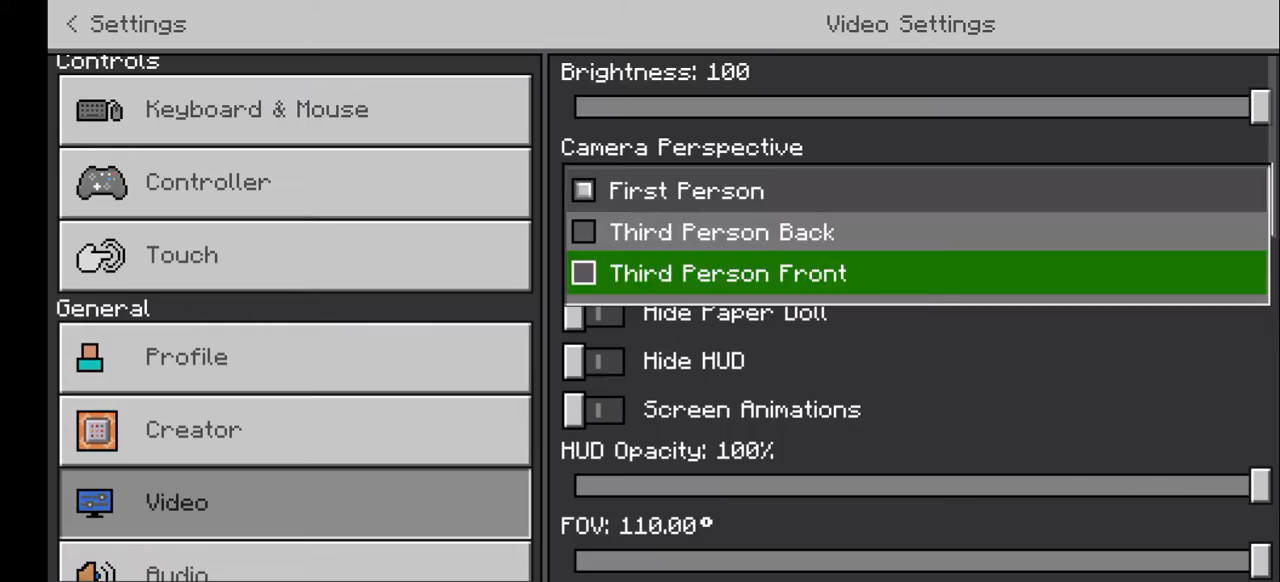 Settings
Video Settings
Controls
Keyboard & Mouse
Controller
Touch
General
Profile
Creator
Video
Audio
Brightness: 100
Camera Perspective
First Person
Third Person Back
Third Person Front
Hide Paper Doll
Hide HUD
Screen Animations
HUD Opacity: 100%
FOV: 110.00°